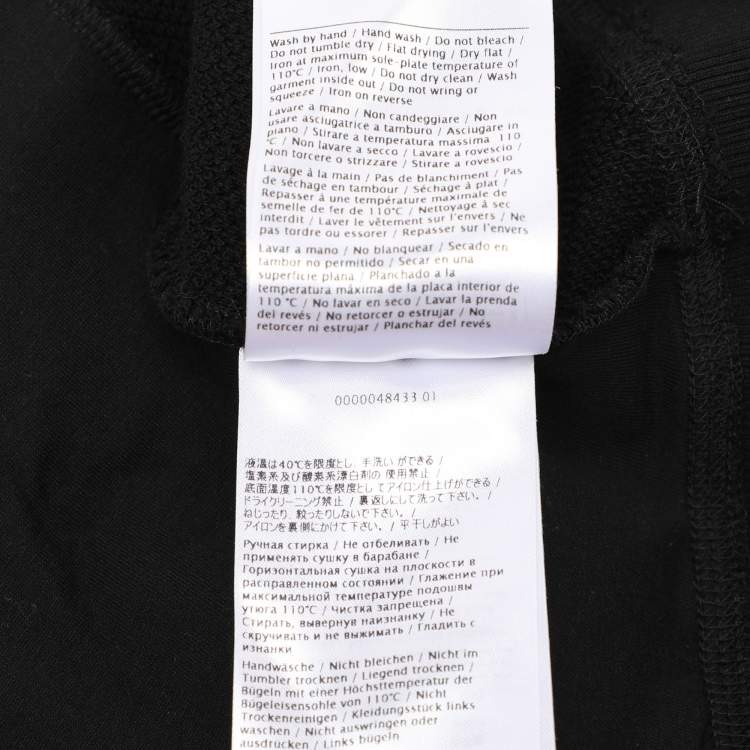 Wash by hand / Hand wash / Do not bleach /
Do not tumble dry / Flat drying / Dry flat /
Iron at maximum sole-plate temperature of
110°C / Iron, low / Do not dry clean / Wash
garment inside out / Do not wring or
squeeze / Iron on reverse
Lavare a mano / Non candeggiare / Non
usare asciugatrice a tamburo / Asciugare in
piano / Stirare a temperatura massima 110
°C / Non lavare a secco / Lavare a rovescio /
Non torcere o strizzare / Stirare a rovescio
Lavage à la main / Pas de blanchiment / Pas
de séchage en tambour / Séchage à plat /
Repasser à une température maximale de
semelle de fer de 110°C / Nettoyage à sec
interdit / Laver le vêtement sur l'envers / Ne
pas tordre ou essorer / Repasser sur l'envers
Lavar a mano / No blanquear / Secado en
tambor no permitido / Secar en una
superficie plana / Planchado a la
temperatura máxima de la placa interior de
110 °C / No lavar en seco / Lavar la prenda
del revés / No retorcer o estrujar / No
retorcer ni estrujar / Planchar del revés
0000048433 01
液温は40℃を限度とし、手洗い ができる /
塩素系及び酸素系漂白剤の 使用禁止 /
底面温度110℃を限度とし てアイロン仕上げができる /
ドライクリーニング禁止 / 裏返しにして洗って下さい。/
ねじったり、絞ったりしないで下さい。/
アイロンを裏側にかけて下さい。/ 平干しがよい
Ручная стирка / Не отбеливать / Не
применять сушку в барабане /
Горизонтальная сушка на плоскости в
расправленном состоянии / Глажение при
максимальной температуре подошвы
утюга 110°C / Чистка запрещена /
Стирать, вывернув наизнанку / Не
скручивать и не выжимать / Гладить с
изнанки
Handwäsche / Nicht bleichen / Nicht im
Tumbler trocknen / Liegend trocknen /
Bügeln mit einer Höchsttemperatur der
Bügeleisensohle von 110°C / Nicht
Trockenreinigen / Kleidungsstück links
waschen / Nicht auswringen oder
ausdrücken / Links bügeln